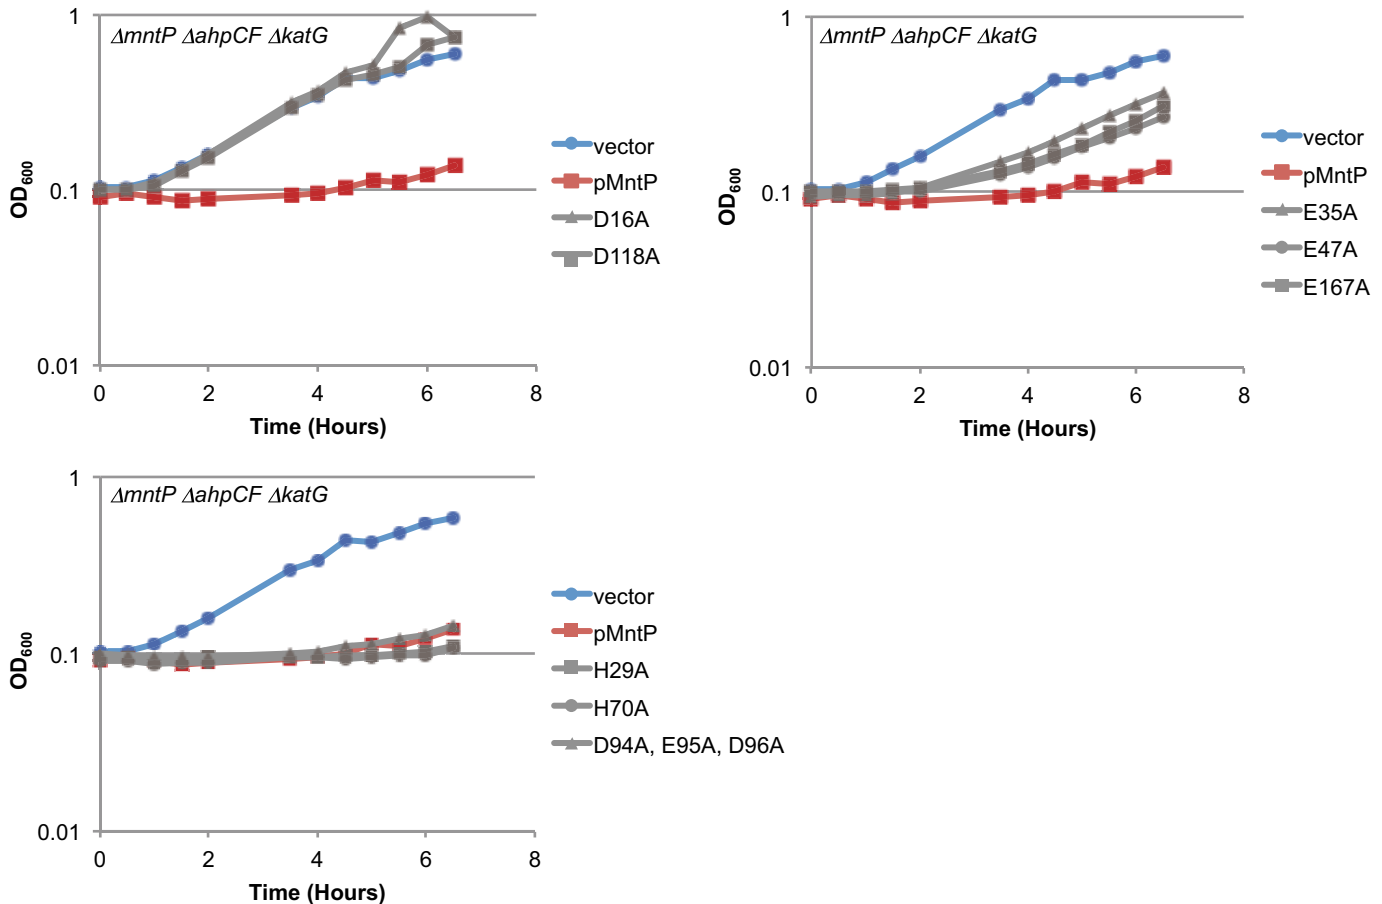 1
ΔmntP ΔahpCF ΔkatG
0.1
0.01
OD600
0 2 4 6 8
Time (Hours)
vector
pMntP
D16A
D118A
1
ΔmntP ΔahpCF ΔkatG
0.1
0.01
OD600
0 2 4 6 8
Time (Hours)
vector
pMntP
E35A
E47A
E167A
1
ΔmntP ΔahpCF ΔkatG
0.1
0.01
OD600
0 2 4 6 8
Time (Hours)
vector
pMntP
H29A
H70A
D94A, E95A, D96A